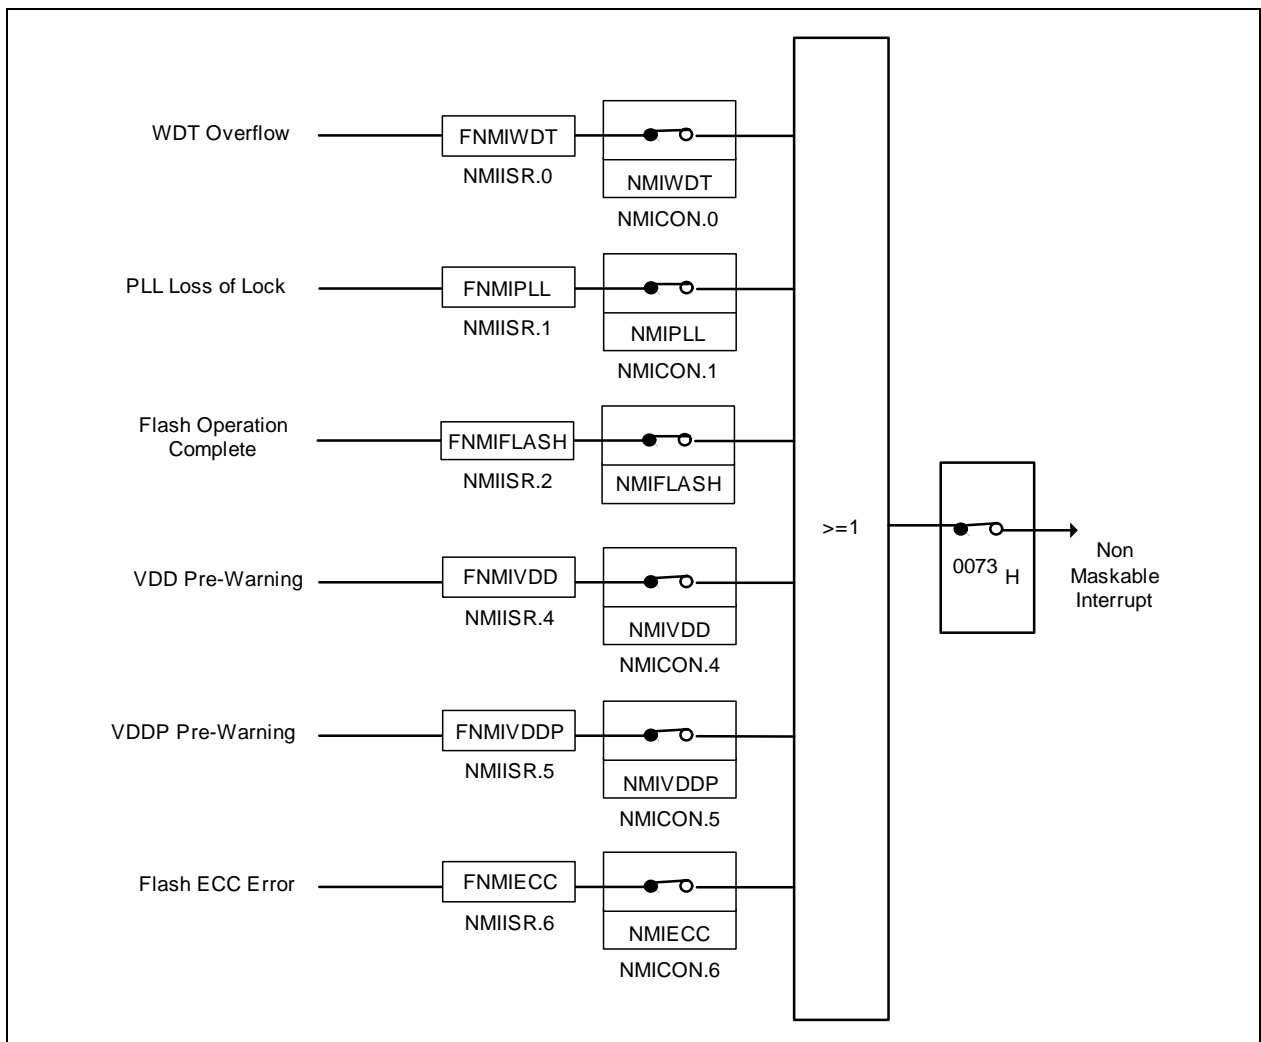 WDT Overflow
FNMIWDT
NMIISR.0
NMIWDT
NMICON.0
PLL Loss of Lock
FNMIPLL
NMIISR.1
NMIPLL
NMICON.1
Flash Operation
Complete
FNMIFLASH
NMIISR.2
NMIFLASH
VDD Pre-Warning
FNMIVDD
NMIISR.4
NMIVDD
NMICON.4
VDDP Pre-Warning
FNMIVDDP
NMIISR.5
NMIVDDP
NMICON.5
Flash ECC Error
FNMIECC
NMIISR.6
NMIECC
NMICON.6
>=1
0073 H
Non
Maskable
Interrupt